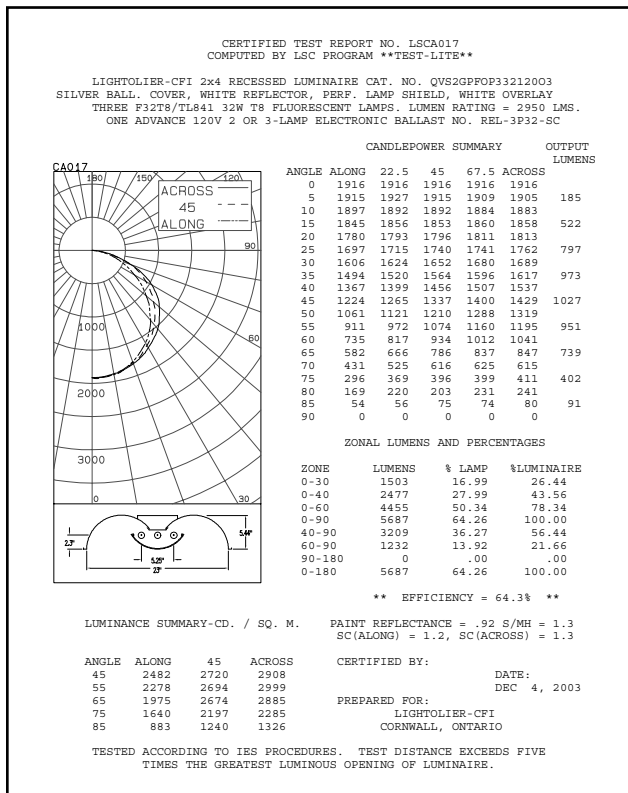 CERTIFIED TEST REPORT NO. LSCA017
COMPUTED BY LSC PROGRAM **TEST-LITE**
LIGHTOLIER-CFI 2x4 RECESSED LUMINAIRE CAT. NO. QVS2GPFOP33212OO3
SILVER BALL. COVER, WHITE REFLECTOR, PERF. LAMP SHIELD, WHITE OVERLAY
THREE F32T8/TL841 32W T8 FLUORESCENT LAMPS. LUMEN RATING = 2950 LMS.
ONE ADVANCE 120V 2 OR 3-LAMP ELECTRONIC BALLAST NO. REL-3P32-SC
CA017
180 150 120
ACROSS
45
ALONG
90
1000
60
2000
3000
0 30
2.3" 5.44"
5.25"
23"
CANDLEPOWER SUMMARY OUTPUT
LUMENS
ANGLE ALONG 22.5 45 67.5 ACROSS
0 1916 1916 1916 1916 1916
5 1915 1927 1915 1909 1905 185
10 1897 1892 1892 1884 1883
15 1845 1856 1853 1860 1858 522
20 1780 1793 1796 1811 1813
25 1697 1715 1740 1741 1762 797
30 1606 1624 1652 1680 1689
35 1494 1520 1564 1596 1617 973
40 1367 1399 1456 1507 1537
45 1224 1265 1337 1400 1429 1027
50 1061 1121 1210 1288 1319
55 911 972 1074 1160 1195 951
60 735 817 934 1012 1041
65 582 666 786 837 847 739
70 431 525 616 625 615
75 296 369 396 399 411 402
80 169 220 203 231 241
85 54 56 75 74 80 91
90 0 0 0 0 0
ZONAL LUMENS AND PERCENTAGES
ZONE LUMENS % LAMP %LUMINAIRE
0-30 1503 16.99 26.44
0-40 2477 27.99 43.56
0-60 4455 50.34 78.34
0-90 5687 64.26 100.00
40-90 3209 36.27 56.44
60-90 1232 13.92 21.66
90-180 0 .00 .00
0-180 5687 64.26 100.00
** EFFICIENCY = 64.3% **
LUMINANCE SUMMARY-CD. / SQ. M. PAINT REFLECTANCE = .92 S/MH = 1.3
SC(ALONG) = 1.2, SC(ACROSS) = 1.3
ANGLE ALONG 45 ACROSS
45 2482 2720 2908
55 2278 2694 2999
65 1975 2674 2885
75 1640 2197 2285
85 883 1240 1326
CERTIFIED BY:
DATE:
DEC 4, 2003
PREPARED FOR:
LIGHTOLIER-CFI
CORNWALL, ONTARIO
TESTED ACCORDING TO IES PROCEDURES. TEST DISTANCE EXCEEDS FIVE
TIMES THE GREATEST LUMINOUS OPENING OF LUMINAIRE.